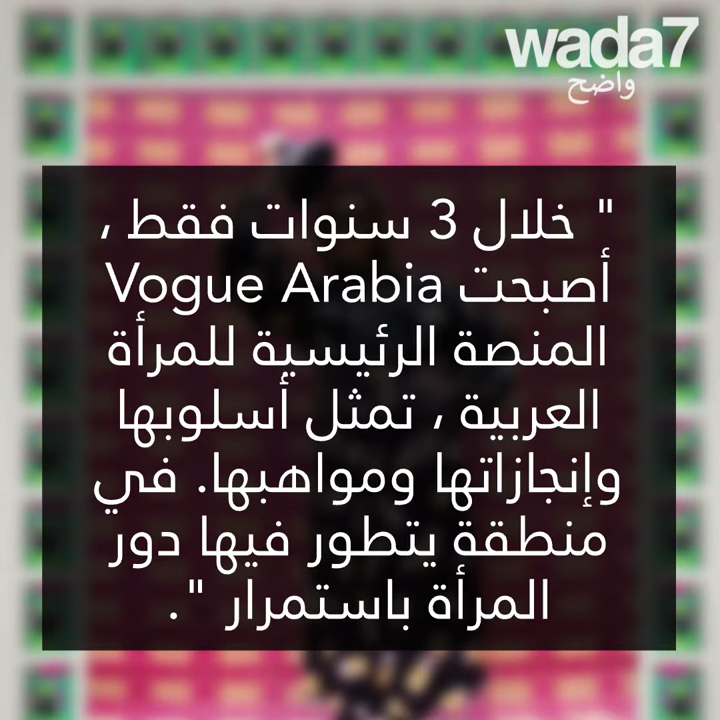 wada7
واضح
" خلال 3 سنوات فقط ،
أصبحت Vogue Arabia
المنصة الرئيسية للمرأة
العربية ، تمثل أسلوبها
وإنجازاتها ومواهبها. في
منطقة يتطور فيها دور
المرأة باستمرار ".